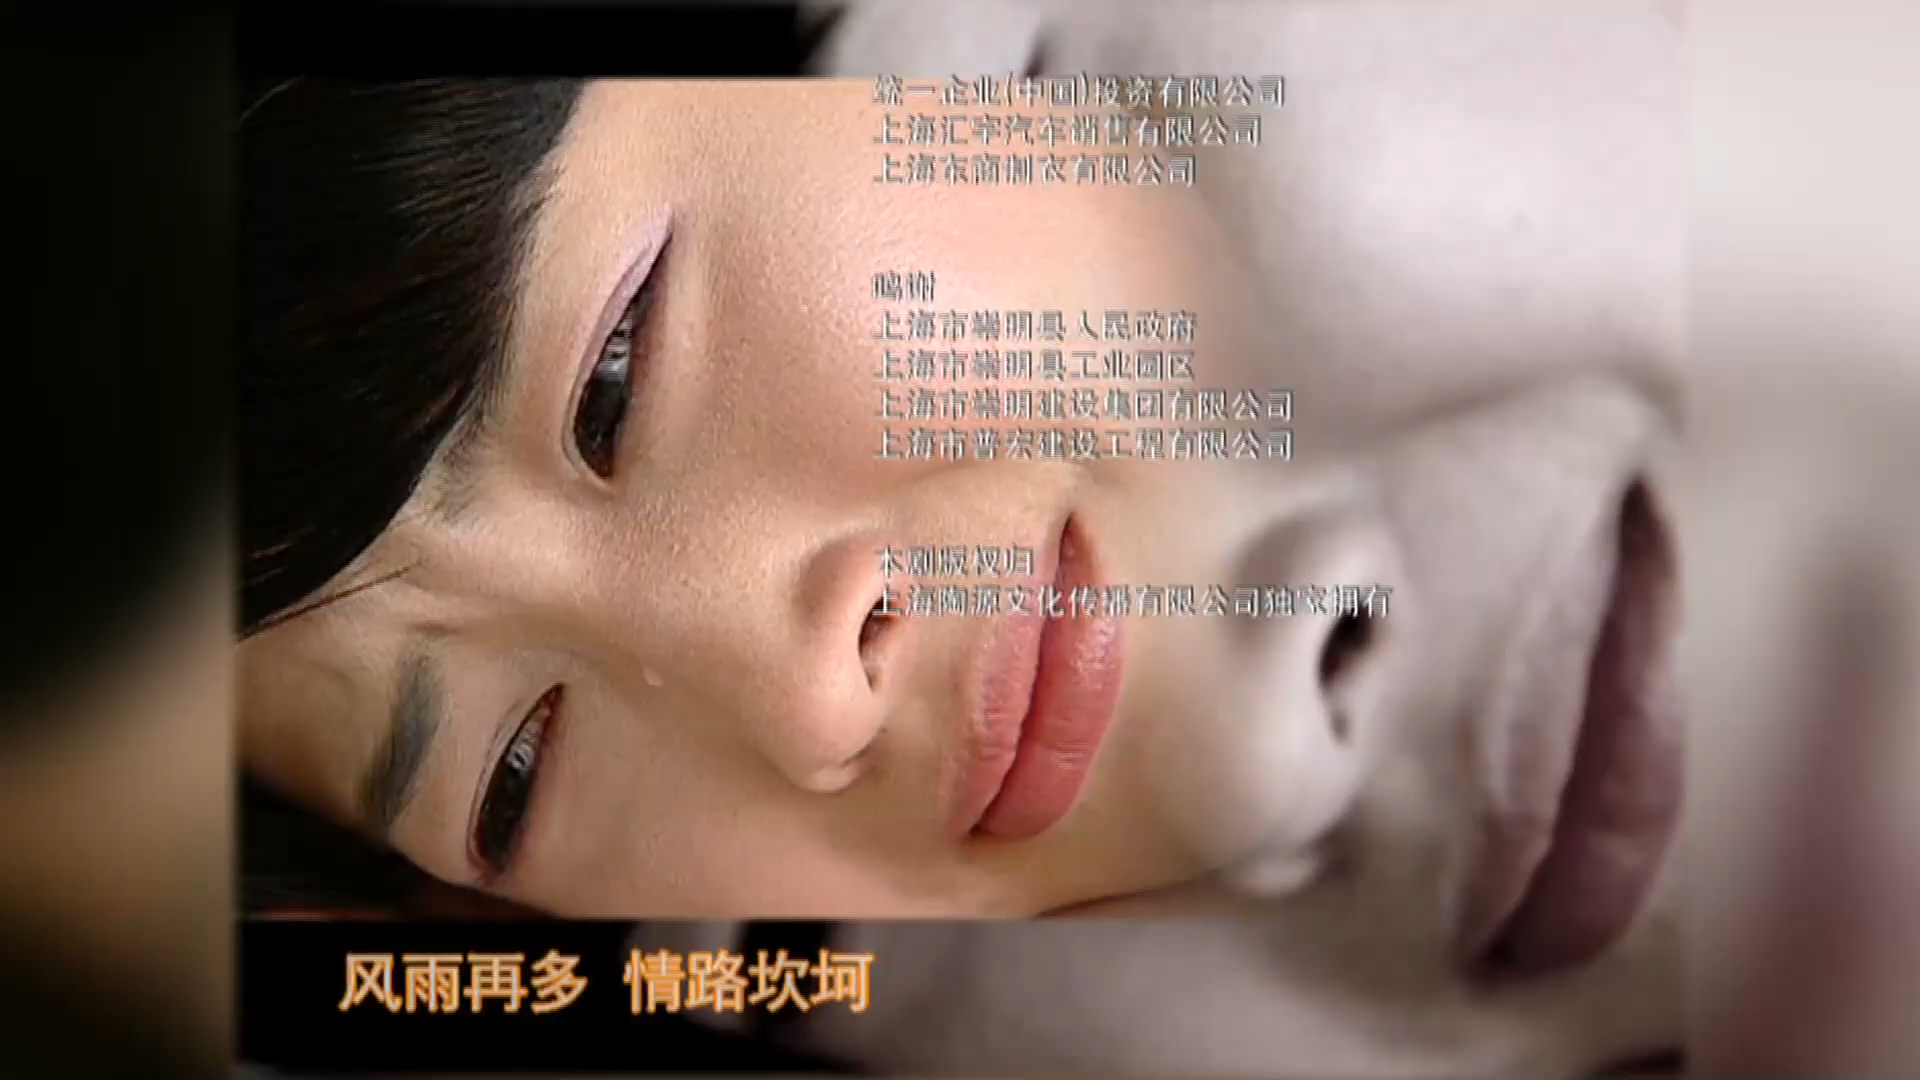 统一企业(中国)投资有限公司
上海汇宇汽车销售有限公司
上海东商制衣有限公司
鸣谢
上海市崇明县人民政府
上海市崇明县工业园区
上海市崇明建设集团有限公司
上海市普宏建设工程有限公司
本剧版权归
上海陶源文化传播有限公司独家拥有
风雨再多 情路坎坷